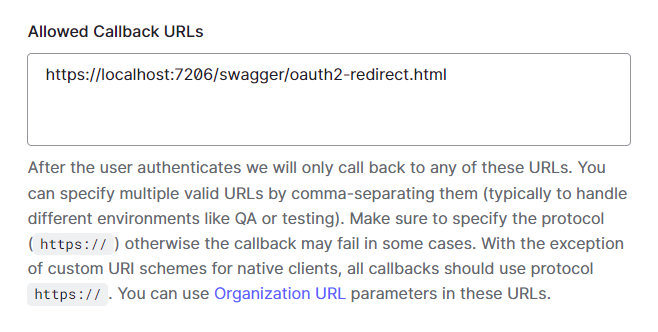 Allowed Callback URLs
https://localhost:7206/swagger/oauth2-redirect.html
After the user authenticates we will only call back to any of these URLs. You
can specify multiple valid URLs by comma-separating them (typically to handle
different environments like QA or testing). Make sure to specify the protocol
( https:// ) otherwise the callback may fail in some cases. With the exception
of custom URI schemes for native clients, all callbacks should use protocol
https:// . You can use Organization URL parameters in these URLs.